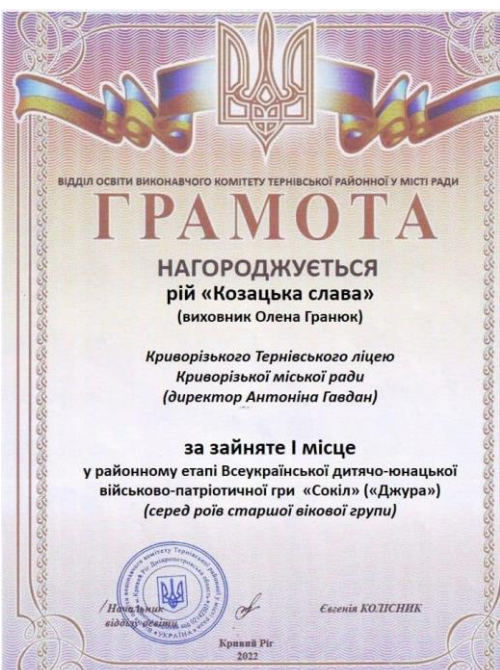 ВІДДІЛ ОСВІТИ ВИКОНАВЧОГО КОМІТЕТУ ТЕРНІВСЬКОЇ РАЙОННОЇ У МІСТІ РАДИ
ГРАМОТА
НАГОРОДЖУЄТЬСЯ
рій «Козацька слава»
(виховник Олена Гранюк)
Криворізького Тернівського ліцею
Криворізької міської ради
(директор Антоніна Гавдан)
за зайняте І місце
у районному етапі Всеукраїнської дитячо-юнацької
військово-патріотичної гри «Сокіл» («Джура»)
(серед роїв старшої вікової групи)
Начальник
відділу освіти
Євгенія КОЛІСНИК
УКРАЇНА
Кривий Ріг
2022